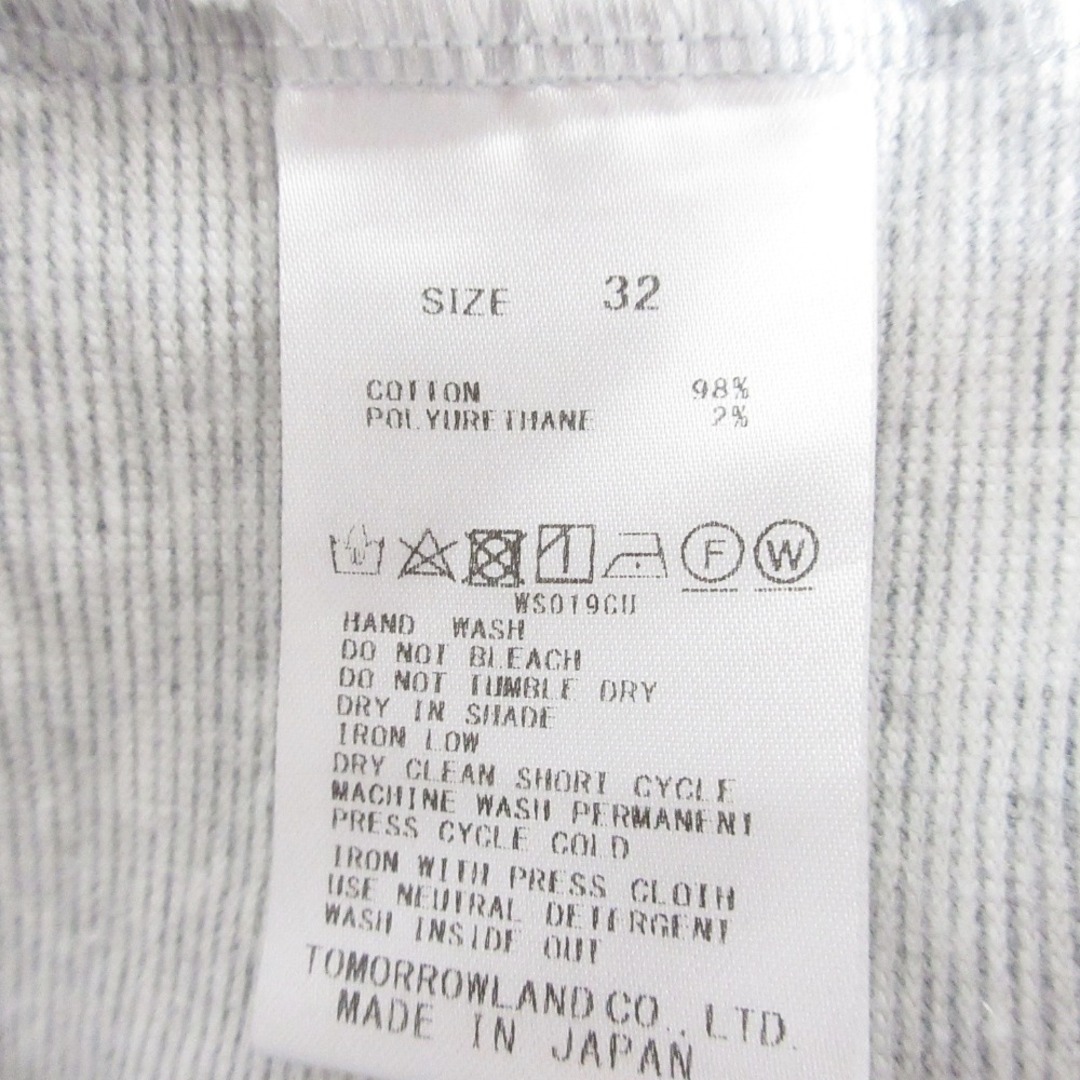 SIZE 32
COTTON 98%
POLYURETHANE 2%
F W
WS019CU
HAND WASH
DO NOT BLEACH
DO NOT TUMBLE DRY
DRY IN SHADE
IRON LOW
DRY CLEAN SHORT CYCLE
MACHINE WASH PERMANENT
PRESS CYCLE COLD
IRON WITH PRESS CLOTH
USE NEUTRAL DETERGENT
WASH INSIDE OUT
TOMORROWLAND CO., LTD.
MADE IN JAPAN